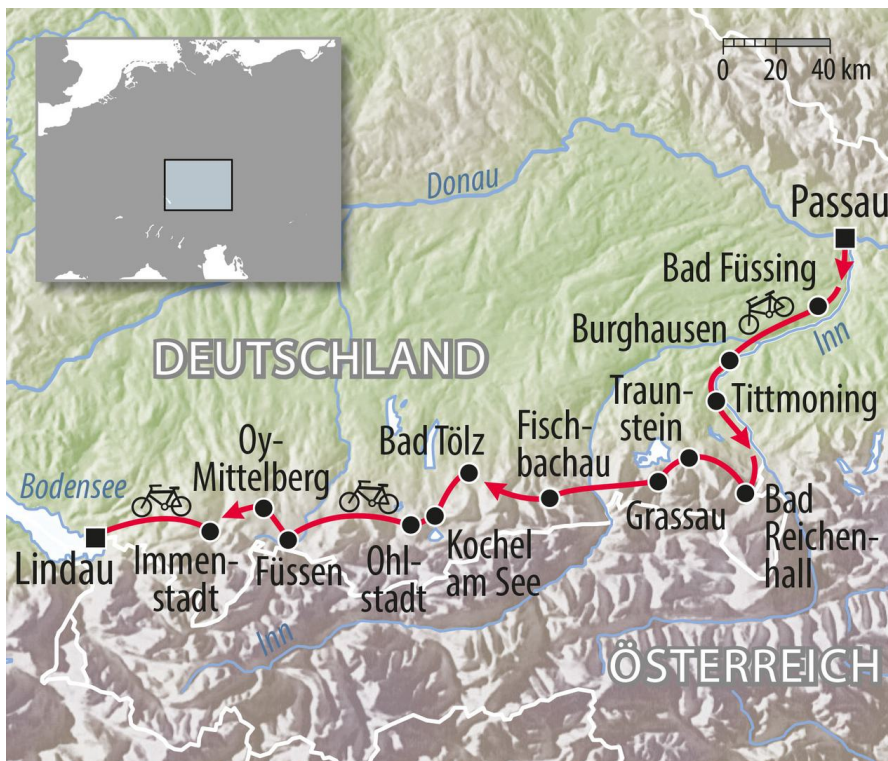 0 20 40 km
Donau
Passau
Bad Füssing
Inn
Burghausen
DEUTSCHLAND
Tittmoning
Traun-
stein
Fisch-
bachau
Bad Tölz
Oy-
Mittelberg
Bodensee
Lindau
Immen-
stadt
Füssen
Ohl-
stadt
Kochel
am See
Grassau
Bad
Reichen-
hall
Inn
ÖSTERREICH